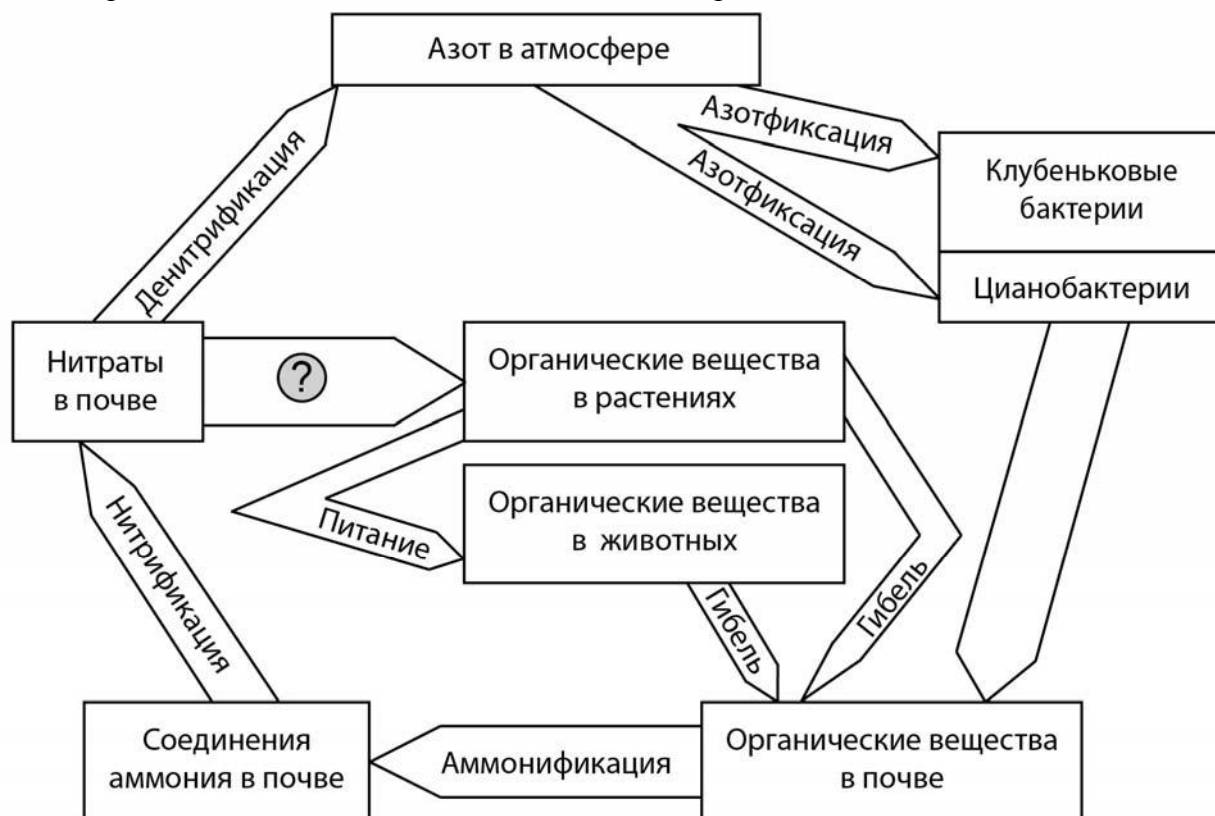 Азот в атмосфере
Азотфиксация
Азотфиксация
Клубеньковые
бактерии
Цианобактерии
Денитрификация
Нитраты
в почве
?
Органические вещества
в растениях
Питание
Органические вещества
в животных
Гибель
Гибель
Нитрификация
Соединения
аммония в почве
Аммонификация
Органические вещества
в почве